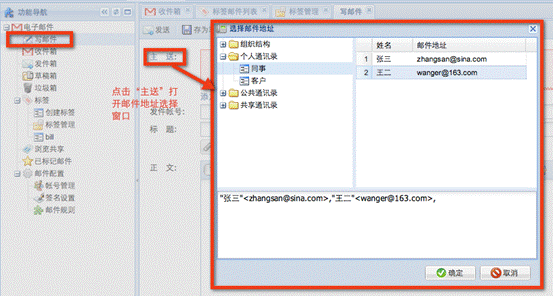 功能导航
电子邮件
写邮件
收件箱
发件箱
草稿箱
垃圾箱
标签
创建标签
标签管理
bill
浏览共享
已标记邮件
邮件配置
帐号管理
签名设置
邮件规则
收件箱
标签邮件列表
标签管理
写邮件
发送
存为
主 送:
点击“主送”打
开邮件地址选择
窗口
发件帐号:
标 题:
正 文:
选择邮件地址
组织结构
个人通讯录
同事
客户
公共通讯录
共享通讯录
姓名 邮件地址
1 张三 zhangsan@sina.com
2 王二 wanger@163.com
"张三"<zhangsan@sina.com>,"王二"<wanger@163.com>,
确定
取消